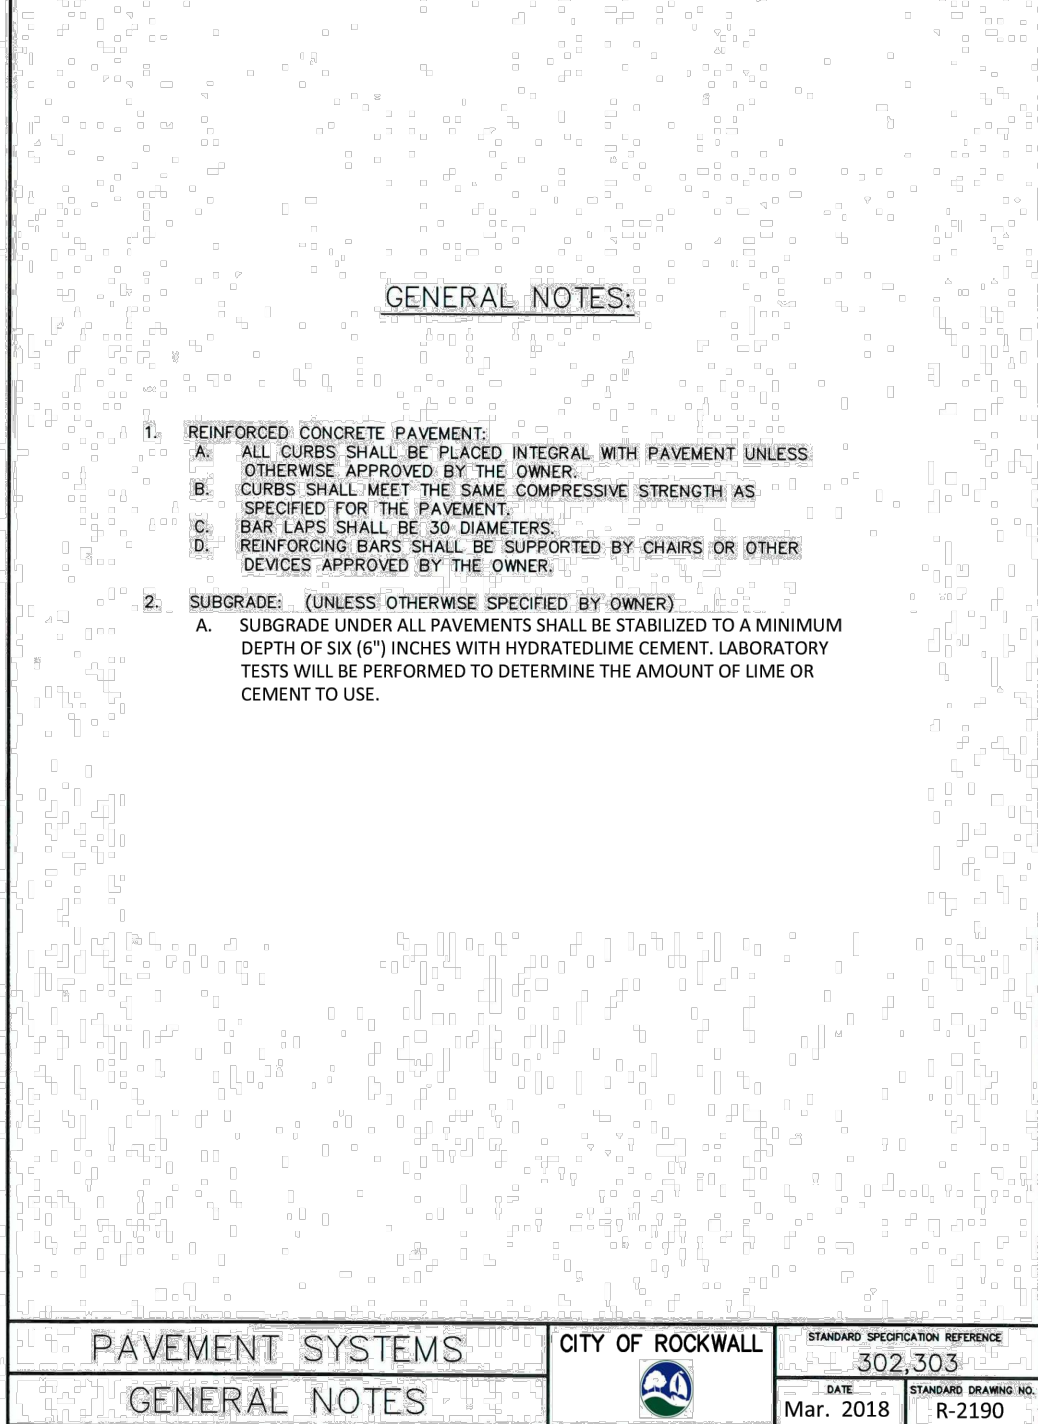 GENERAL NOTES:
1. REINFORCED CONCRETE PAVEMENT:
A. ALL CURBS SHALL BE PLACED INTEGRAL WITH PAVEMENT UNLESS
OTHERWISE APPROVED BY THE OWNER.
B. CURBS SHALL MEET THE SAME COMPRESSIVE STRENGTH AS
SPECIFIED FOR THE PAVEMENT.
C. BAR LAPS SHALL BE 30 DIAMETERS.
D. REINFORCING BARS SHALL BE SUPPORTED BY CHAIRS OR OTHER
DEVICES APPROVED BY THE OWNER.
2. SUBGRADE: (UNLESS OTHERWISE SPECIFIED BY OWNER)
A. SUBGRADE UNDER ALL PAVEMENTS SHALL BE STABILIZED TO A MINIMUM
DEPTH OF SIX (6") INCHES WITH HYDRATEDLIME CEMENT. LABORATORY
TESTS WILL BE PERFORMED TO DETERMINE THE AMOUNT OF LIME OR
CEMENT TO USE.
PAVEMENT SYSTEMS
GENERAL NOTES
CITY OF ROCKWALL
STANDARD SPECIFICATION REFERENCE
302,303
DATE
Mar. 2018
STANDARD DRAWING NO.
R-2190